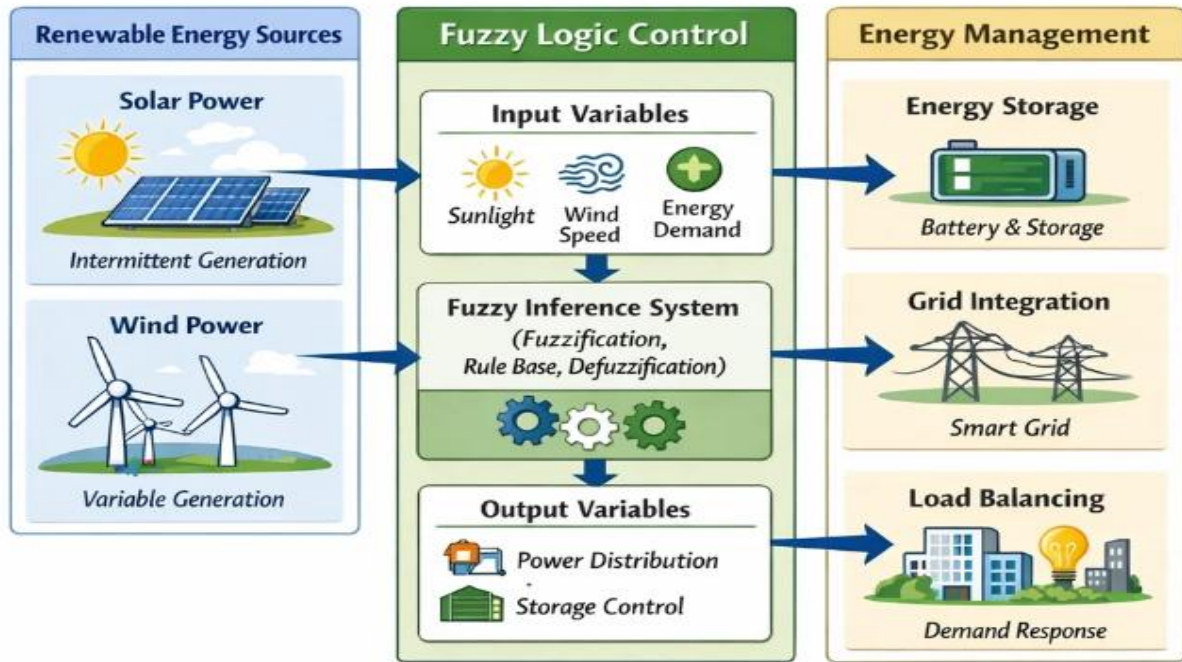 Renewable Energy Sources
Solar Power
Intermittent Generation
Wind Power
Variable Generation
Fuzzy Logic Control
Input Variables
Sunlight
Wind
Speed
Energy
Demand
Fuzzy Inference System
(Fuzzification,
Rule Base, Defuzzification)
Output Variables
Power Distribution
Storage Control
Energy Management
Energy Storage
Battery & Storage
Grid Integration
Smart Grid
Load Balancing
Demand Response